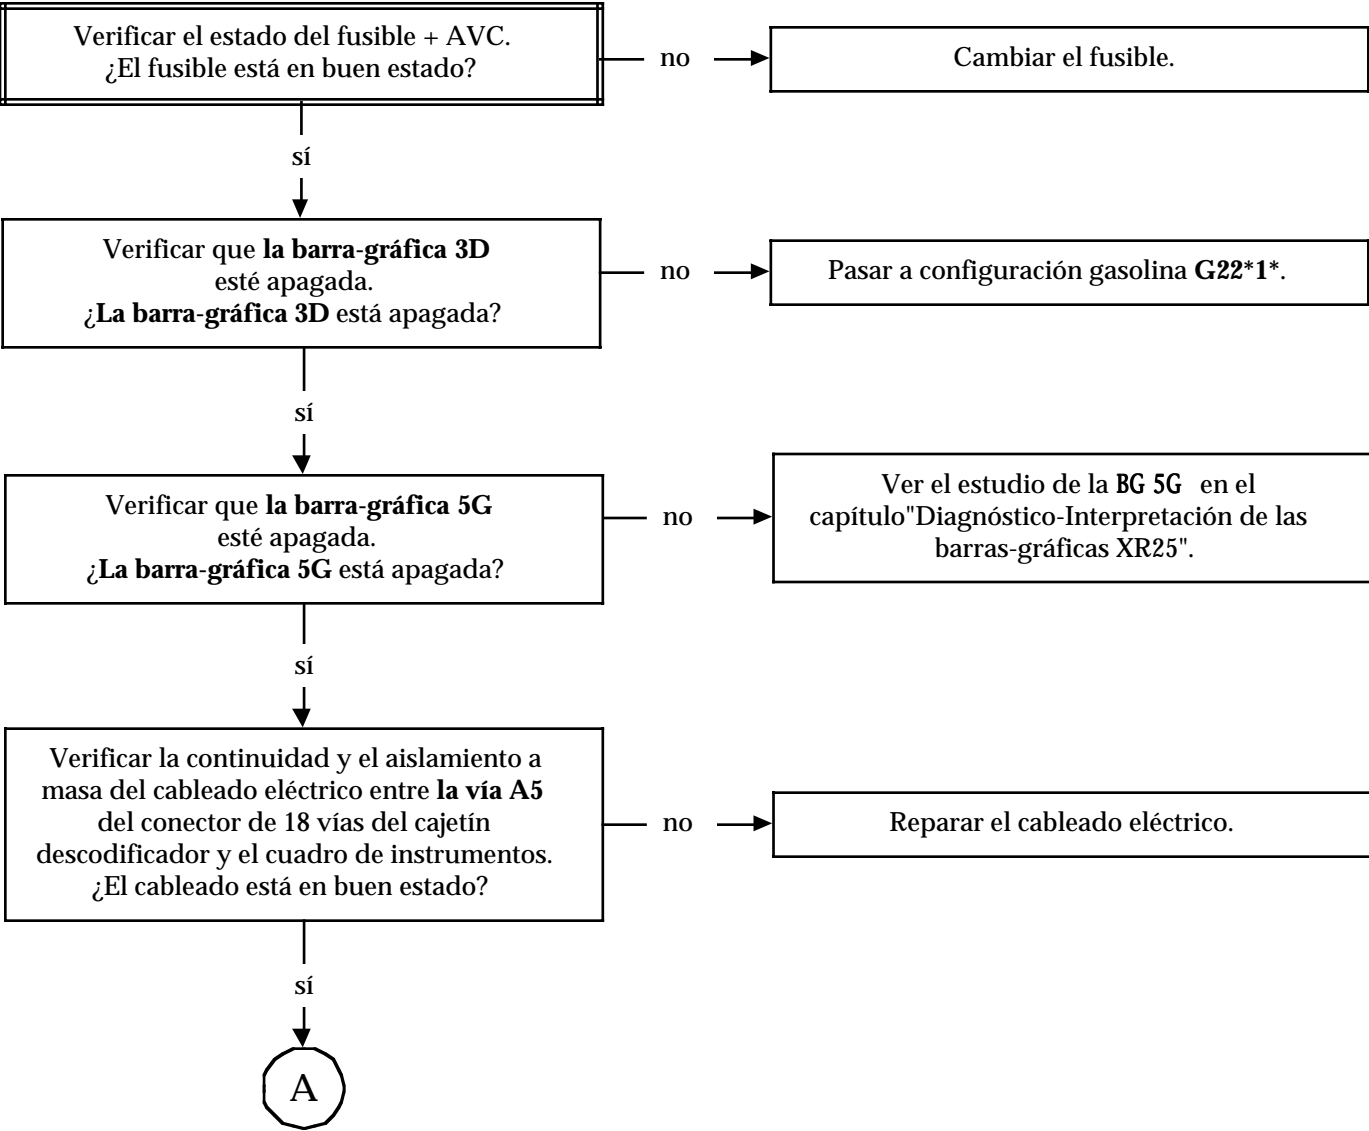 Verificar el estado del fusible + AVC.
¿El fusible está en buen estado?
no
Cambiar el fusible.
sí
Verificar que la barra-gráfica 3D
esté apagada.
¿La barra-gráfica 3D está apagada?
no
Pasar a configuración gasolina G22*1*.
sí
Verificar que la barra-gráfica 5G
esté apagada.
¿La barra-gráfica 5G está apagada?
no
Ver el estudio de la BG 5G en el
capítulo"Diagnóstico-Interpretación de las
barras-gráficas XR25".
sí
Verificar la continuidad y el aislamiento a
masa del cableado eléctrico entre la vía A5
del conector de 18 vías del cajetín
descodificador y el cuadro de instrumentos.
¿El cableado está en buen estado?
no
Reparar el cableado eléctrico.
sí
A